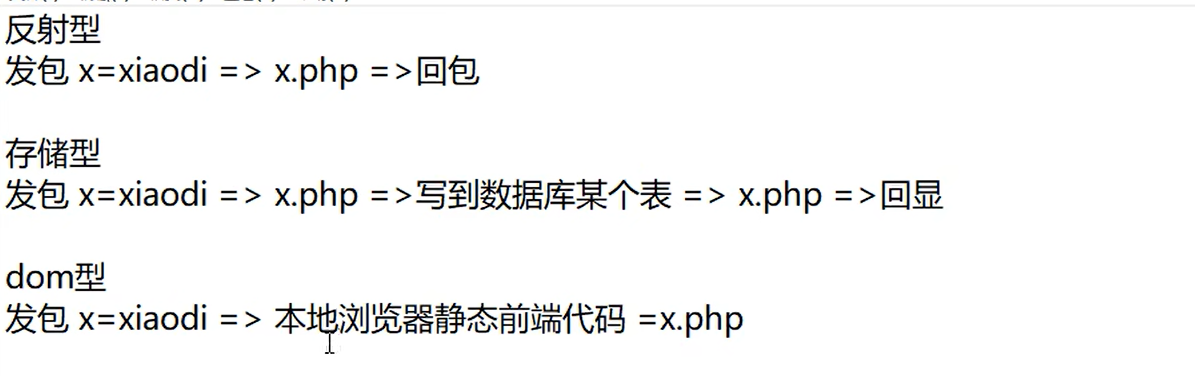 反射型
发包 x=xiaodi => x.php =>回包
存储型
发包 x=xiaodi => x.php =>写到数据库某个表 => x.php =>回显
dom型
发包 x=xiaodi => 本地浏览器静态前端代码 =x.php